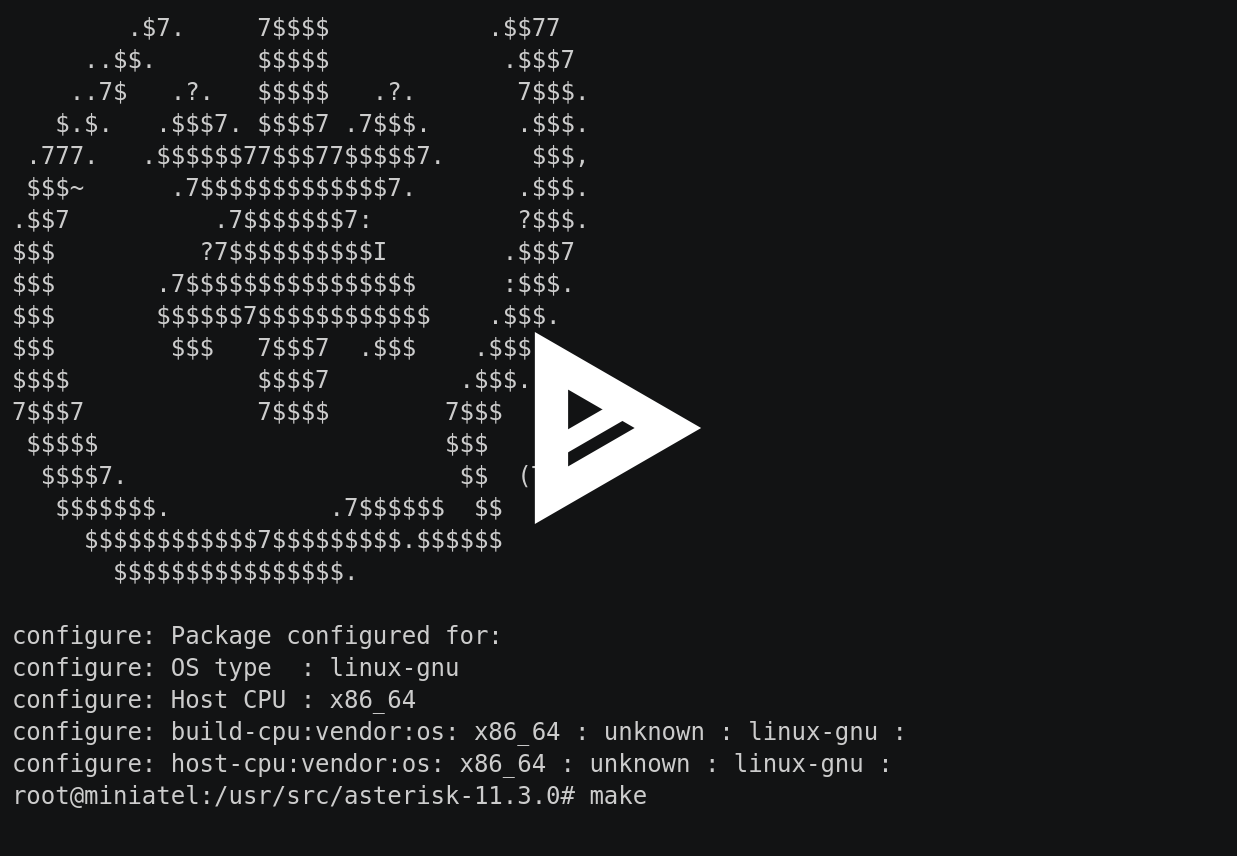 .$7.     7$$$$           .$$77
     ..$$.       $$$$$            .$$$7
    ..7$   .?.   $$$$$   .?.       7$$$.
   $.$.   .$$$7. $$$$7 .7$$$.      .$$$.
 .777.   .$$$$$$77$$$77$$$$$7.      $$$,
 $$$~      .7$$$$$$$$$$$$$7.       .$$$.
.$$7          .7$$$$$$$7:          ?$$$.
$$$          ?7$$$$$$$$$$I        .$$$7
$$$       .7$$$$$$$$$$$$$$$$      :$$$.
$$$       $$$$$$7$$$$$$$$$$$$    .$$$.
$$$        $$$   7$$$7  .$$$    .$$$
$$$$             $$$$7         .$$$.
7$$$7            7$$$$        7$$$
 $$$$$                        $$$
  $$$$7.                       $$  (
   $$$$$$$.           .7$$$$$$  $$
     $$$$$$$$$$$$7$$$$$$$$$.$$$$$$
       $$$$$$$$$$$$$$$$.

configure: Package configured for:
configure: OS type  : linux-gnu
configure: Host CPU : x86_64
configure: build-cpu:vendor:os: x86_64 : unknown : linux-gnu :
configure: host-cpu:vendor:os: x86_64 : unknown : linux-gnu :
root@miniatel:/usr/src/asterisk-11.3.0# make